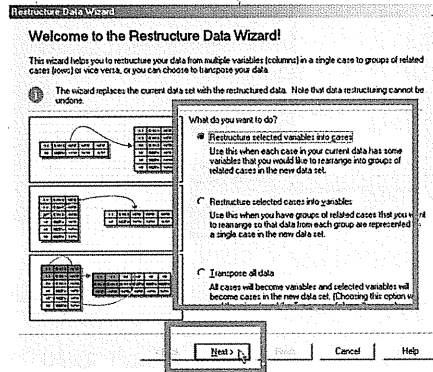 Restructure Data Wizard
Welcome to the Restructure Data Wizard!
This wizard helps you to restructure your data from multiple variables (columns) in a single case to groups of related
cases (rows) or vice versa, or you can choose to transpose your data.
The wizard replaces the current data set with the restructured data. Note that data restructuring cannot be
undone.
What do you want to do?
Restructure selected variables into cases
Use this when each case in your current data has some
variables that you would like to rearrange into groups of
related cases in the new data set.
Restructure selected cases into variables
Use this when you have groups of related cases that you want
to rearrange so that data from each group are represented
a single case in the new data set.
Transpose all data
All cases will become variables and selected variables will
become cases in the new data set. (Choosing this option
Next >
Finish
Cancel
Help